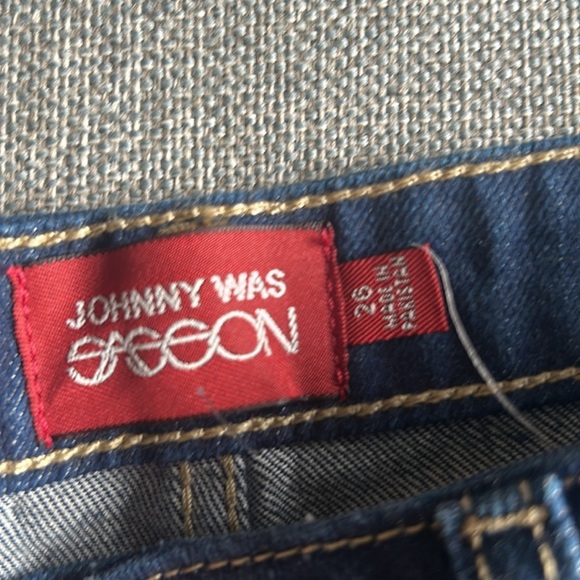 JOHNNY WAS
SASSON
26
MADE IN
PAKISTAN